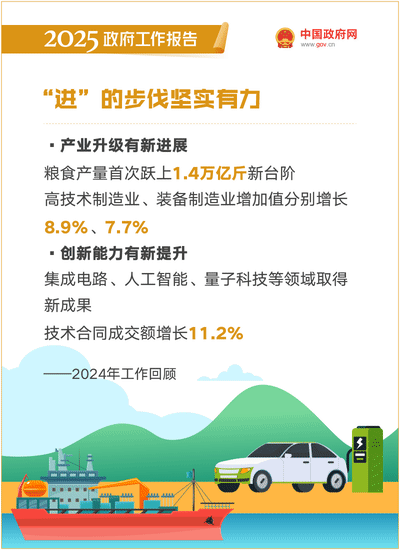 2025 政府工作报告
中国政府网
www.gov.cn
“进”的步伐坚实有力
▪产业升级有新进展
粮食产量首次跃上1.4万亿斤新台阶
高技术制造业、装备制造业增加值分别增长
8.9%、7.7%
▪创新能力有新提升
集成电路、人工智能、量子科技等领域取得
新成果
技术合同成交额增长11.2%
——2024年工作回顾